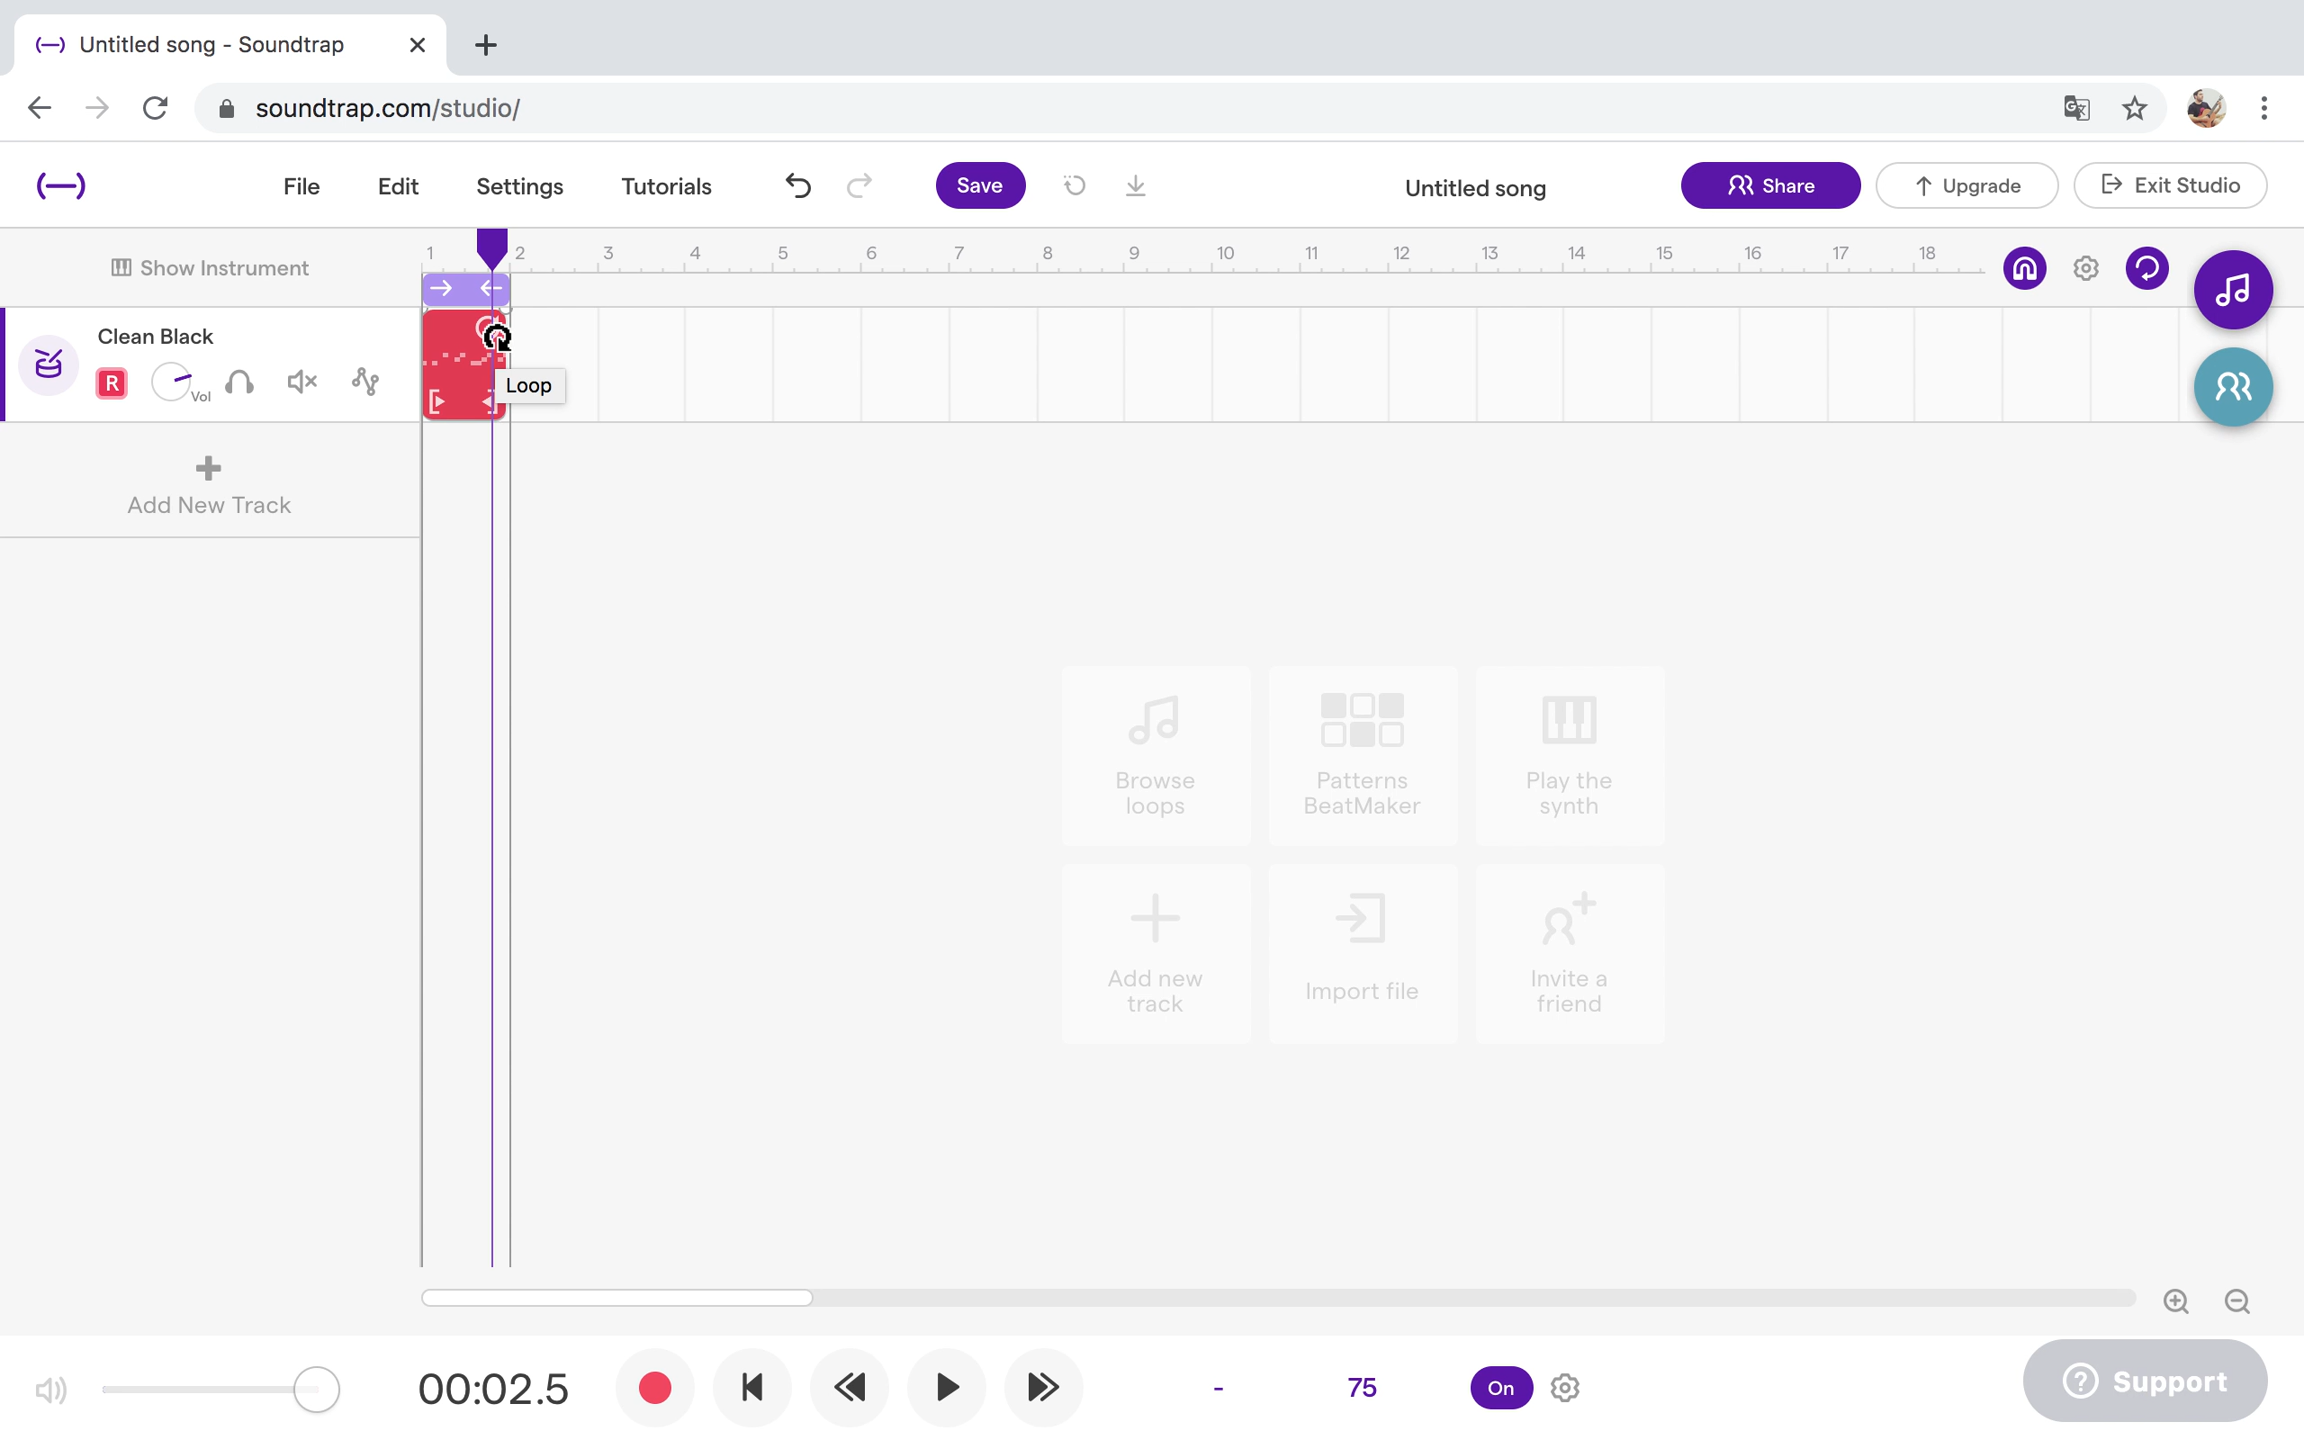 Untitled song - Soundtrap
soundtrap.com/studio/
File Edit Settings Tutorials Save Untitled song Share Upgrade Exit Studio
Show Instrument
1 2 3 4 5 6 7 8 9 10 11 12 13 14 15 16 17 18
Clean Black
R Vol
Loop
Add New Track
Browse
loops
Patterns
BeatMaker
Play the
synth
Add new
track
Import file
Invite a
friend
00:02.5 - 75 On Support